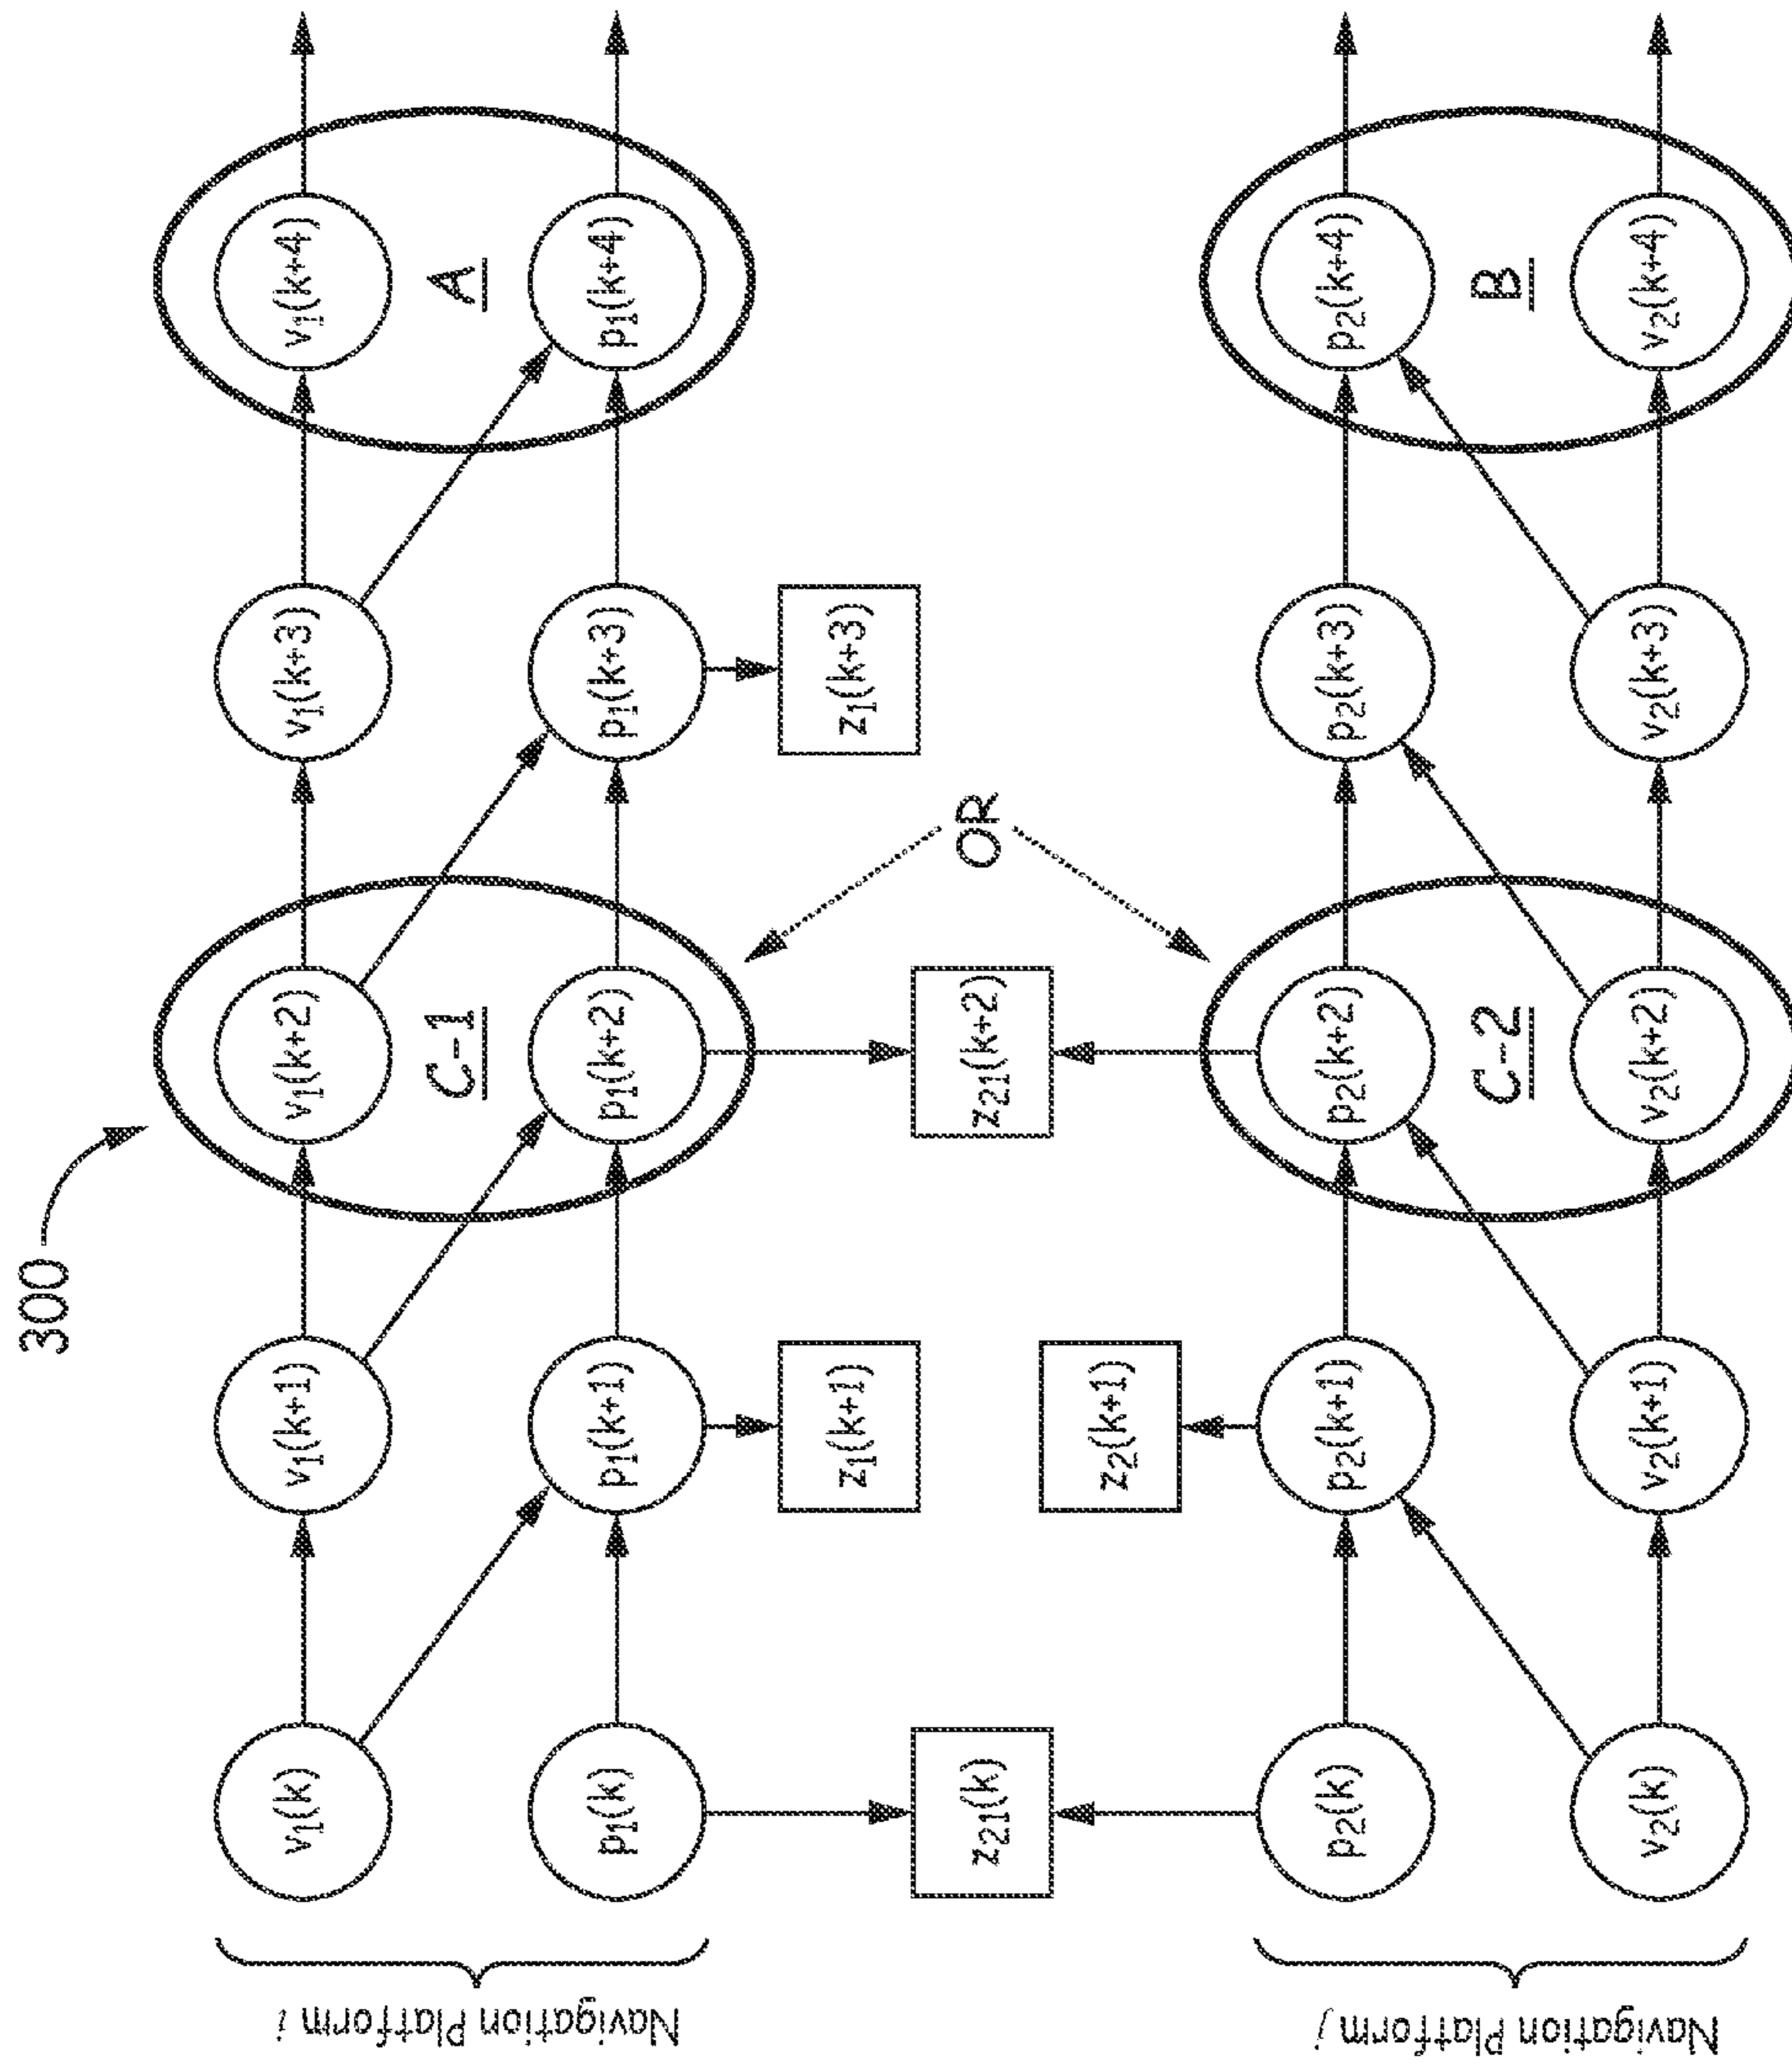 300
Navigation Platform i
v₁(k)
v₁(k+1)
v₁(k+2)
v₁(k+3)
v₁(k+4)
C-1
A
p₁(k)
p₁(k+1)
p₁(k+2)
p₁(k+3)
p₁(k+4)
z₁(k+1)
z₁(k+3)
OR
z₂₁(k)
z₂₁(k+2)
z₂(k+1)
Navigation Platform j
p₂(k)
p₂(k+1)
p₂(k+2)
p₂(k+3)
p₂(k+4)
C-2
B
v₂(k)
v₂(k+1)
v₂(k+2)
v₂(k+3)
v₂(k+4)